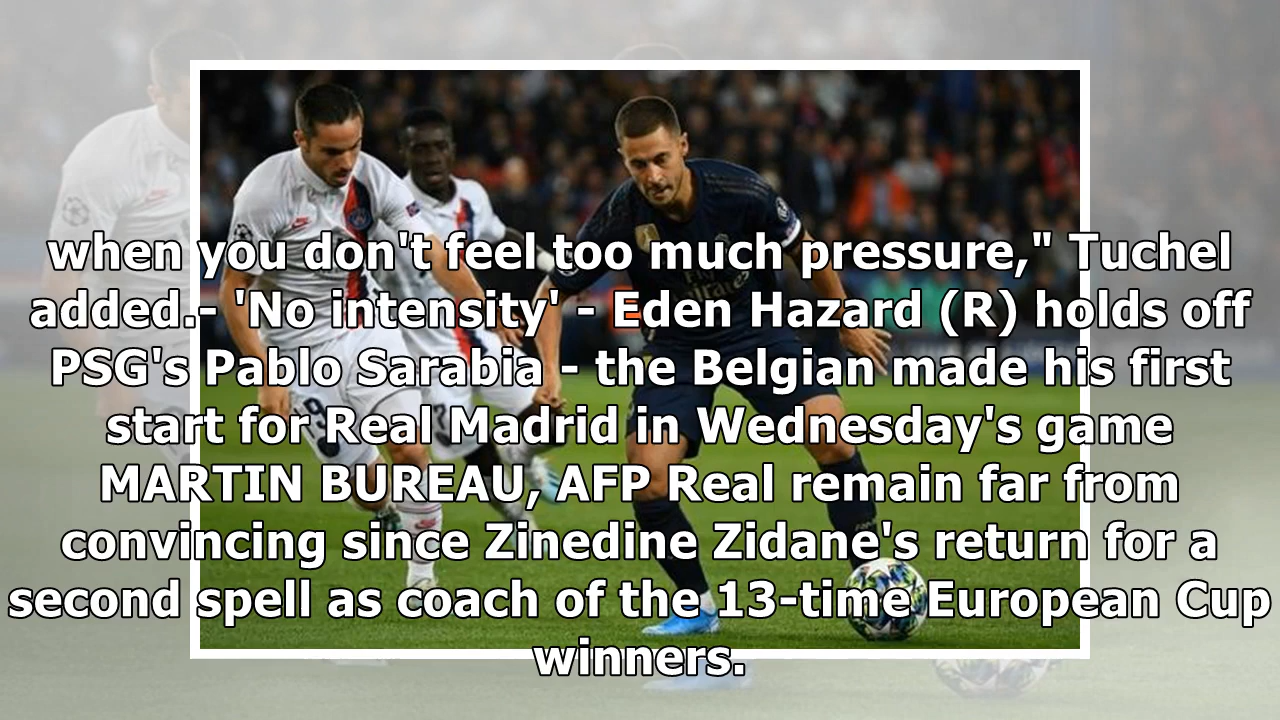 when you don't feel too much pressure," Tuchel
added.- 'No intensity' - Eden Hazard (R) holds off
PSG's Pablo Sarabia - the Belgian made his first
start for Real Madrid in Wednesday's game
MARTIN BUREAU, AFP Real remain far from
convincing since Zinedine Zidane's return for a
second spell as coach of the 13-time European Cup
winners.